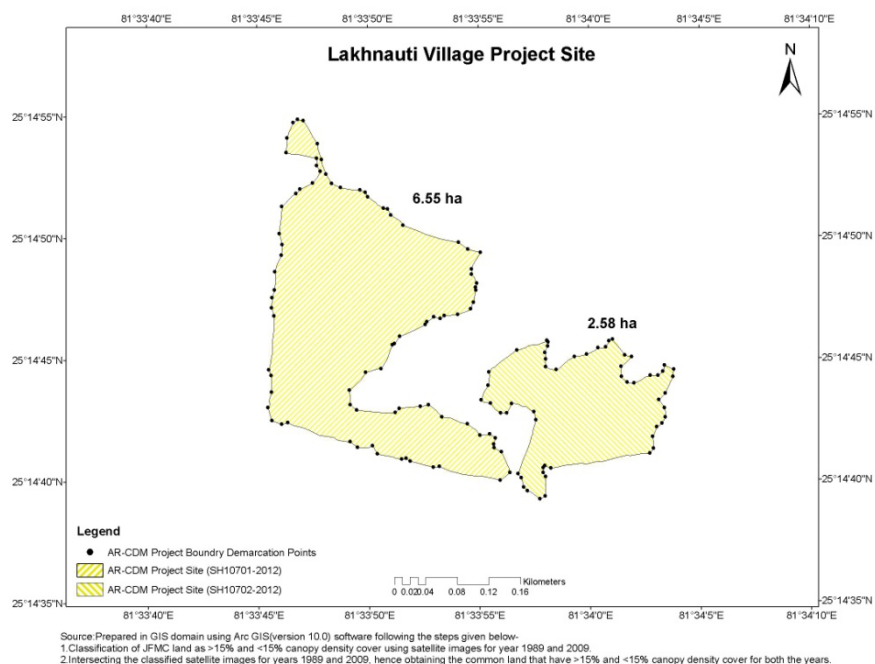 81°33'40"E 81°33'45"E 81°33'50"E 81°33'55"E 81°34'0"E 81°34'5"E 81°34'10"E
Lakhnauti Village Project Site
N
25°14'55"N 25°14'55"N
6.55 ha
25°14'50"N 25°14'50"N
2.58 ha
25°14'45"N 25°14'45"N
25°14'40"N 25°14'40"N
Legend
AR-CDM Project Boundry Demarcation Points
AR-CDM Project Site (SH10701-2012)
AR-CDM Project Site (SH10702-2012)
Kilometers
0 0.020.04 0.08 0.12 0.16
25°14'35"N 25°14'35"N
81°33'40"E 81°33'45"E 81°33'50"E 81°33'55"E 81°34'0"E 81°34'5"E 81°34'10"E
Source:Prepared in GIS domain using Arc GIS(version 10.0) software following the steps given below-
1.Classification of JFMC land as >15% and <15% canopy density cover using satellite images for year 1989 and 2009.
2.Intersecting the classified satellite images for years 1989 and 2009, hence obtaining the common land that have >15% and <15% canopy density cover for both the years.